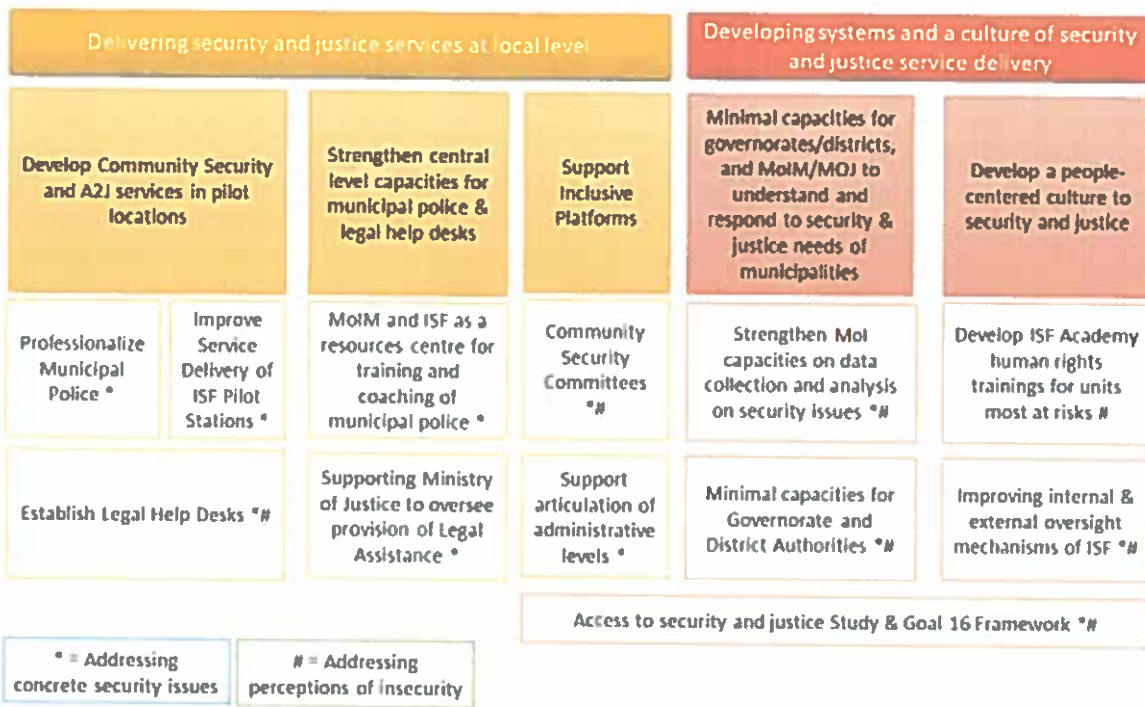 Delivering security and justice services at local level
Developing systems and a culture of security
and justice service delivery
Develop Community Security
and A2J services in pilot
locations
Strengthen central
level capacities for
municipal police &
legal help desks
Support
Inclusive
Platforms
Minimal capacities for
governorates/districts,
and MoIM/MOJ to
understand and
respond to security &
justice needs of
municipalities
Develop a people-
centered culture to
security and justice
Professionalize
Municipal
Police *
Improve
Service
Delivery of
ISF Pilot
Stations *
MoIM and ISF as a
resources centre for
training and
coaching of
municipal police *
Community
Security
Committees
*#
Strengthen MoI
capacities on data
collection and analysis
on security issues *#
Develop ISF Academy
human rights
trainings for units
most at risks #
Establish Legal Help Desks *#
Supporting Ministry
of Justice to oversee
provision of Legal
Assistance *
Support
articulation of
administrative
levels *
Minimal capacities for
Governorate and
District Authorities *#
Improving internal &
external oversight
mechanisms of ISF *#
Access to security and justice Study & Goal 16 Framework *#
* = Addressing
concrete security issues
# = Addressing
perceptions of insecurity